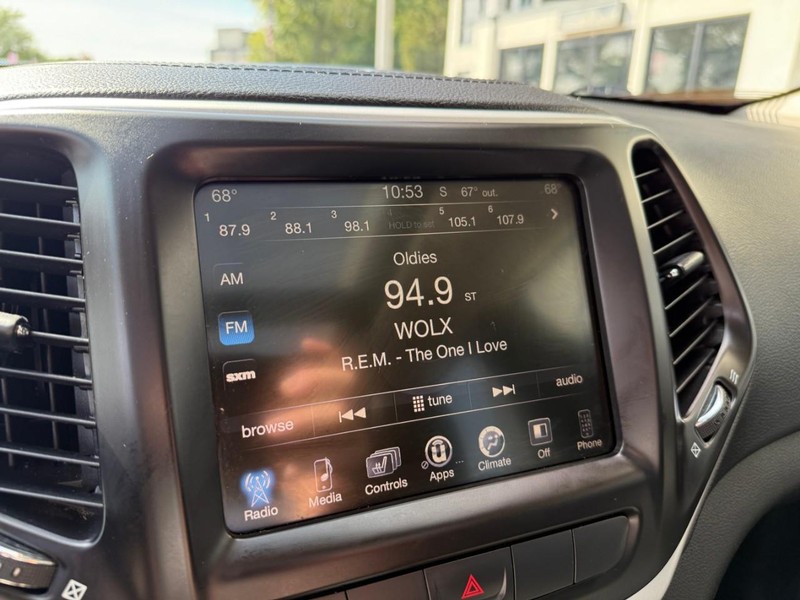 68° 10:53 S 67° out. 68°
1 87.9 2 88.1 3 98.1 4 HOLD to set 5 105.1 6 107.9
Oldies
AM
94.9 ST
FM
WOLX
R.E.M. - The One I Love
sxm
browse tune audio
Radio Media Controls Apps Climate Off Phone